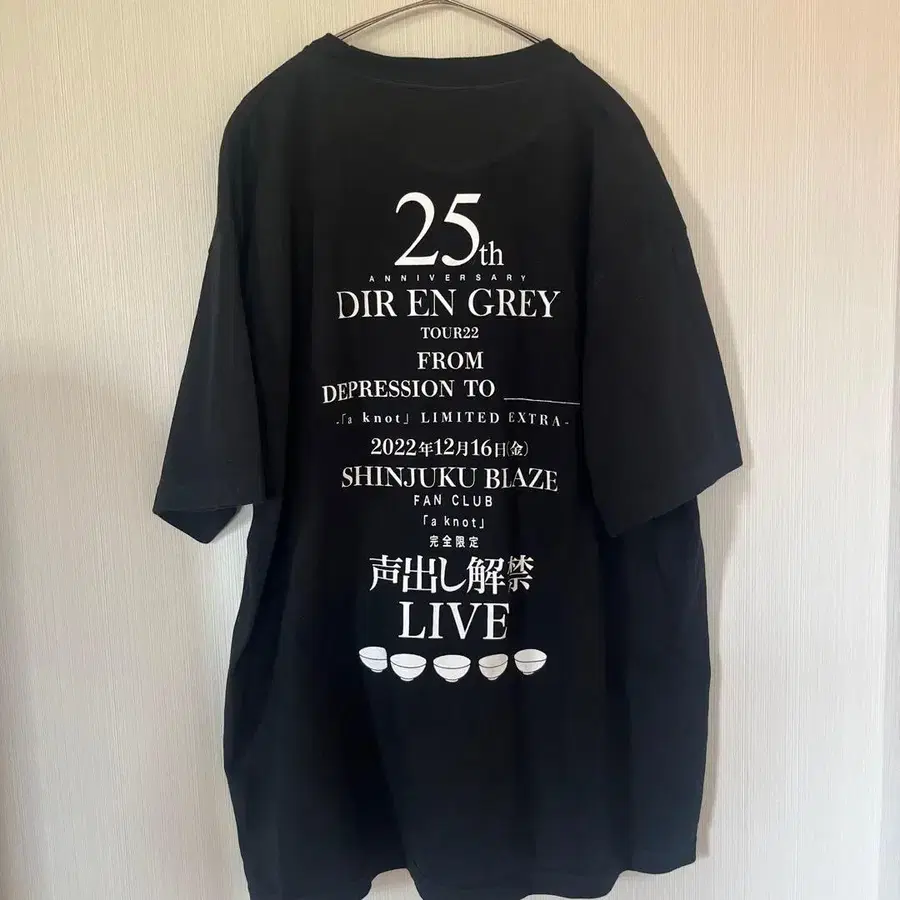 25th
ANNIVERSARY
DIR EN GREY
TOUR22
FROM
DEPRESSION TO ________
-「a knot」LIMITED EXTRA-
2022年12月16日(金)
SHINJUKU BLAZE
FAN CLUB
「a knot」
完全限定
声出し解禁
LIVE